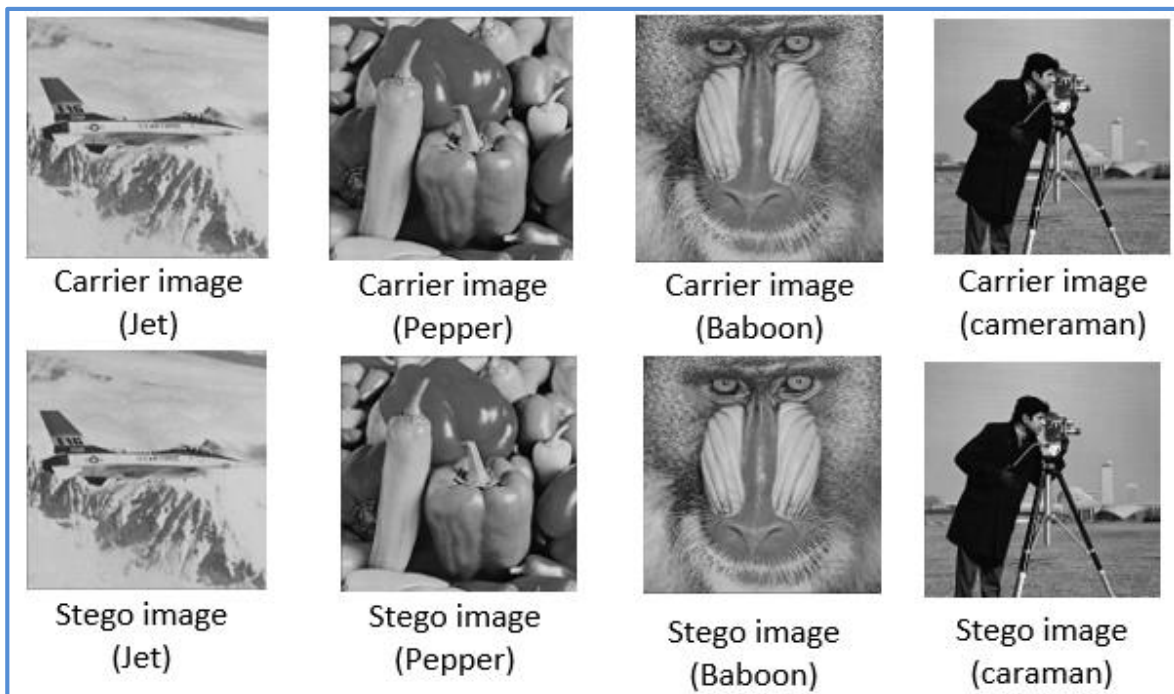 Carrier image
(Jet)
Carrier image
(Pepper)
Carrier image
(Baboon)
Carrier image
(cameraman)
Stego image
(Jet)
Stego image
(Pepper)
Stego image
(Baboon)
Stego image
(caraman)